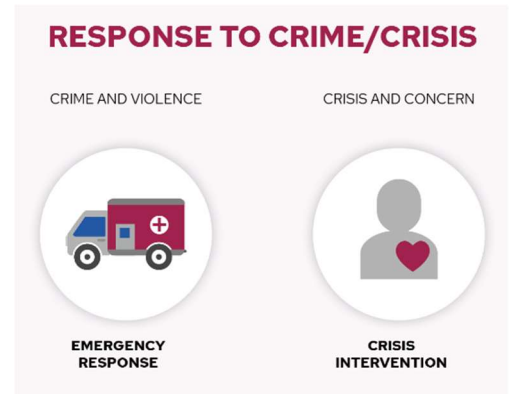 RESPONSE TO CRIME/CRISIS
CRIME AND VIOLENCE
CRISIS AND CONCERN
EMERGENCY
RESPONSE
CRISIS
INTERVENTION